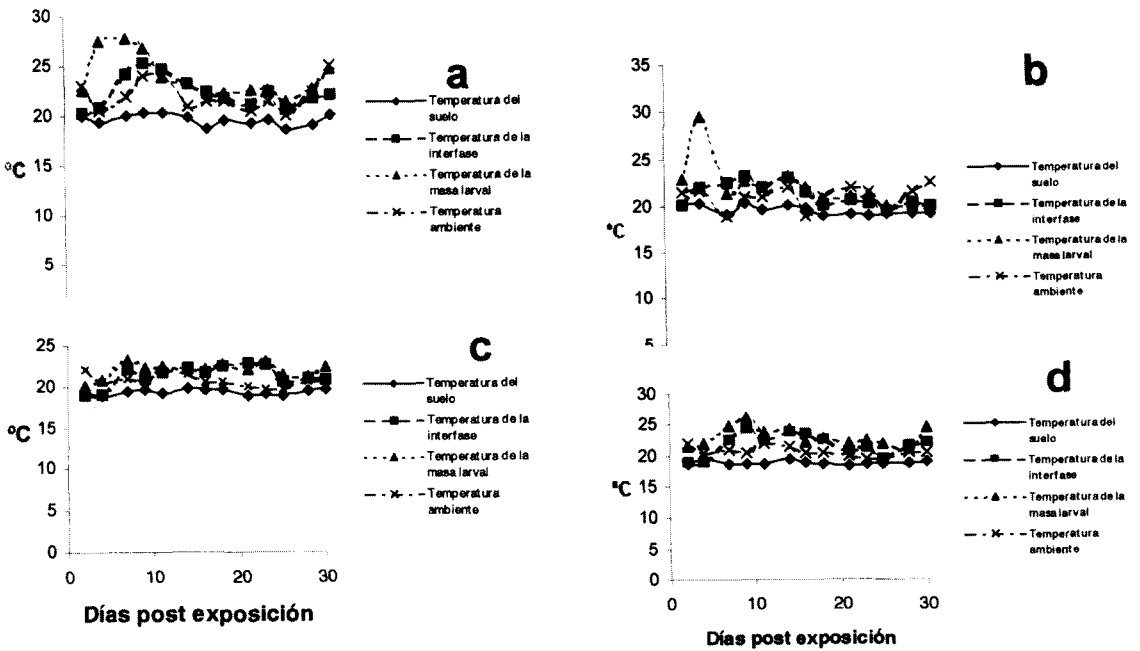 30
25
20
15
10
5
°C
a
Temperatura del
suelo
Temperatura de la
interfase
Temperatura de la
masa larval
Temperatura
ambiente
35
30
25
20
15
10
5
°C
b
Temperatura del
suelo
Temperatura de la
interfase
Temperatura de la
masa larval
Temperatura
ambiente
25
20
15
10
5
0
ºC
0 10 20 30
Días post exposición
c
Temperatura del
suelo
Temperatura de la
interfase
Temperatura de la
masa larval
Temperatura
ambiente
30
25
20
15
10
5
0
°C
0 10 20 30
Días post exposición
d
Temperatura del
suelo
Temperatura de la
interfase
Temperatura de la
masa larval
Temperatura
ambiente